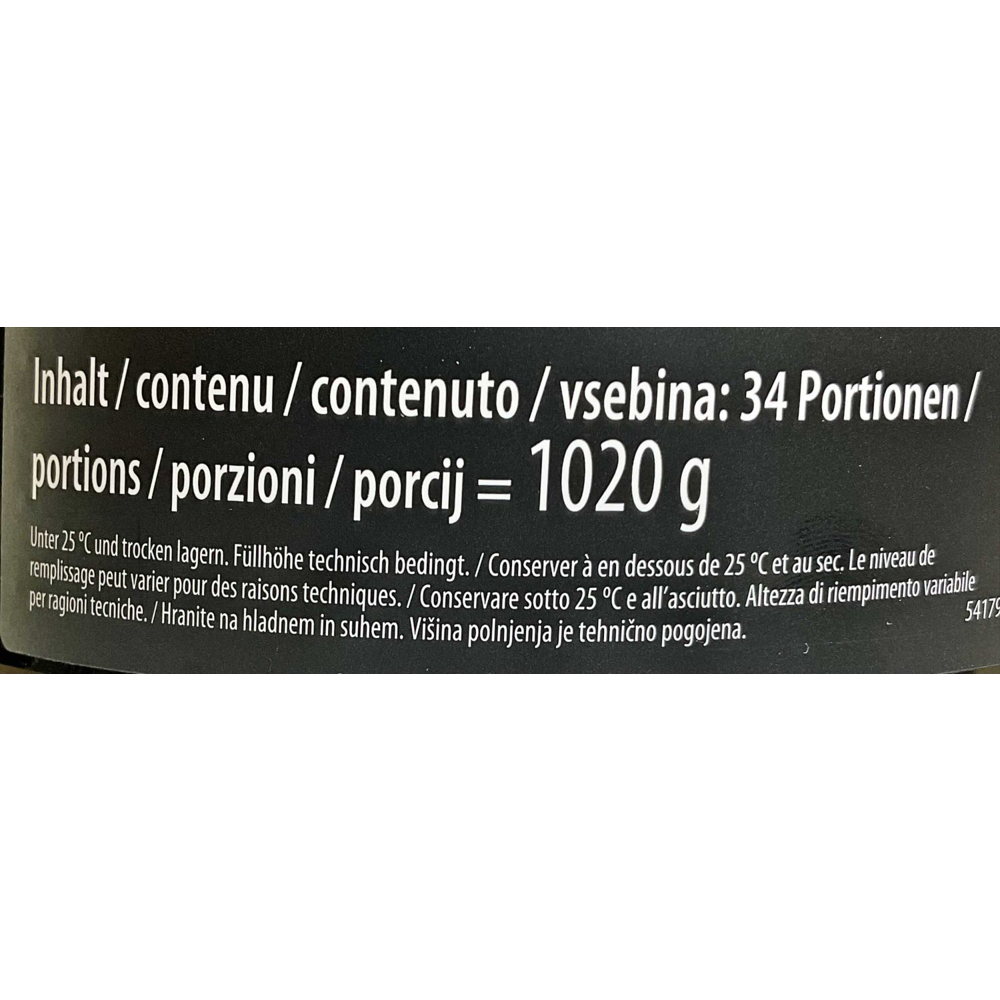 Inhalt / contenu / contenuto / vsebina: 34 Portionen /
portions / porzioni / porcij = 1020 g
Unter 25 °C und trocken lagern. Füllhöhe technisch bedingt. / Conserver à en dessous de 25 °C et au sec. Le niveau de
remplissage peut varier pour des raisons techniques. / Conservare sotto 25 °C e all’asciutto. Altezza di riempimento variabile
per ragioni tecniche. / Hranite na hladnem in suhem. Višina polnjenja je tehnično pogojena.
54179